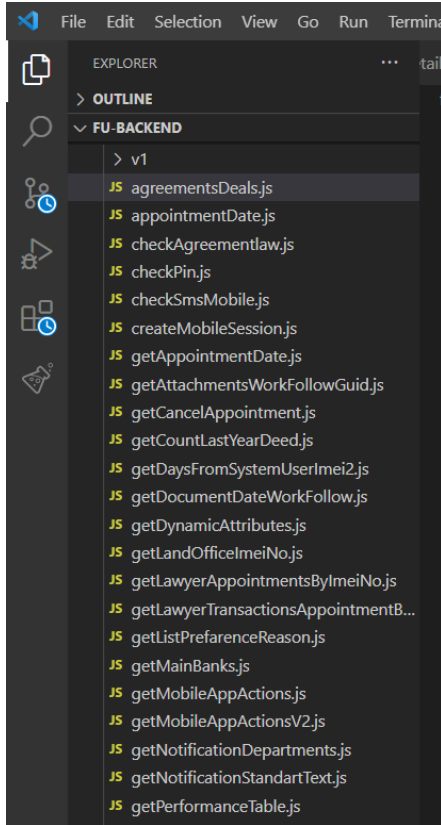 File Edit Selection View Go Run Termina
EXPLORER ··· tail
OUTLINE
FU-BACKEND
v1
JS agreementsDeals.js
JS appointmentDate.js
JS checkAgreementlaw.js
JS checkPin.js
JS checkSmsMobile.js
JS createMobileSession.js
JS getAppointmentDate.js
JS getAttachmentsWorkFollowGuid.js
JS getCancelAppointment.js
JS getCountLastYearDeed.js
JS getDaysFromSystemUserImei2.js
JS getDocumentDateWorkFollow.js
JS getDynamicAttributes.js
JS getLandOfficeImeiNo.js
JS getLawyerAppointmentsByImeiNo.js
JS getLawyerTransactionsAppointmentB...
JS getListPrefarenceReason.js
JS getMainBanks.js
JS getMobileAppActions.js
JS getMobileAppActionsV2.js
JS getNotificationDepartments.js
JS getNotificationStandartText.js
JS getPerformanceTable.js